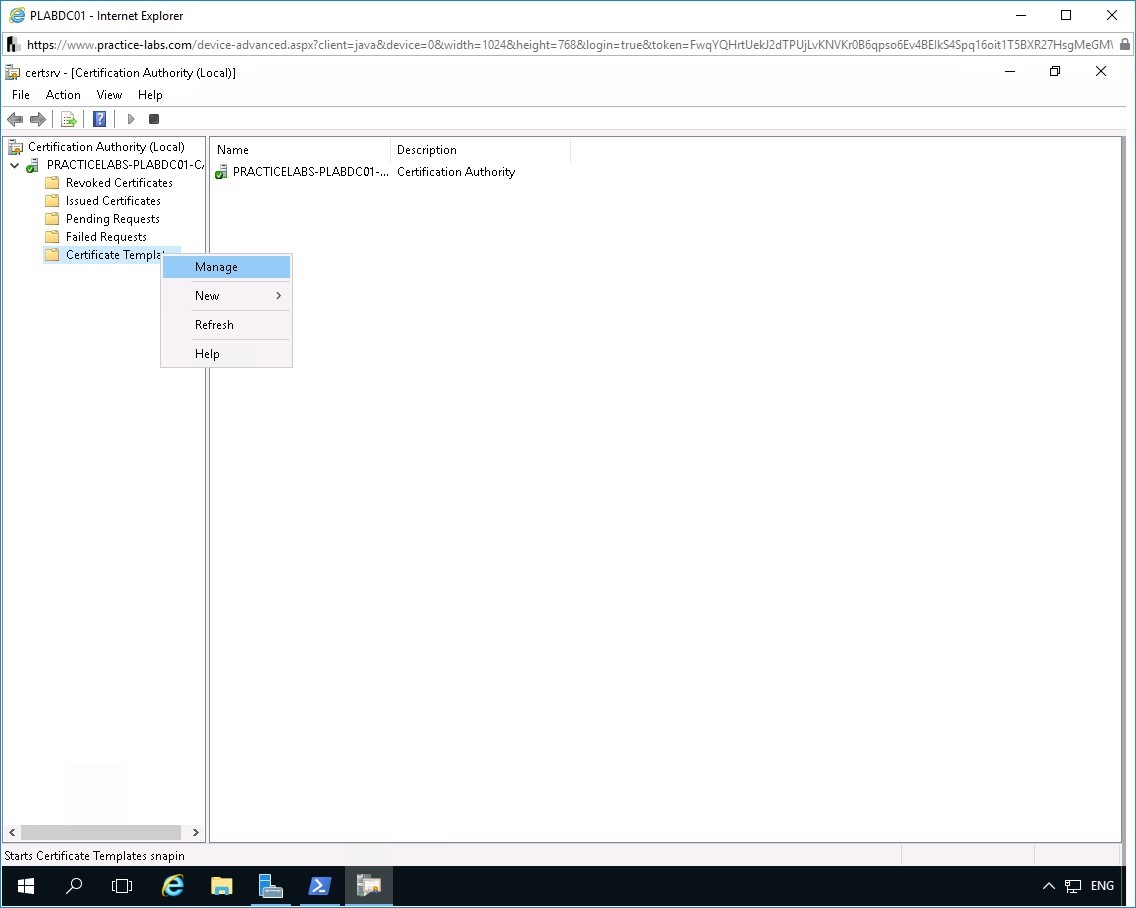 PLABDC01 - Internet Explorer
https://www.practice-labs.com/device-advanced.aspx?client=java&device=0&width=1024&height=768&login=true&token=FwqYQHrtUekJ2dTPUjLvKNVKr0B6qpso6Ev4BEIkS4Spq16oit1T5BXR27HsgMeGM
certsrv - [Certification Authority (Local)]
File Action View Help
Certification Authority (Local)
PRACTICELABS-PLABDC01-CA
Revoked Certificates
Issued Certificates
Pending Requests
Failed Requests
Certificate Templat
Name Description
PRACTICELABS-PLABDC01-... Certification Authority
Manage
New
Refresh
Help
Starts Certificate Templates snapin
ENG